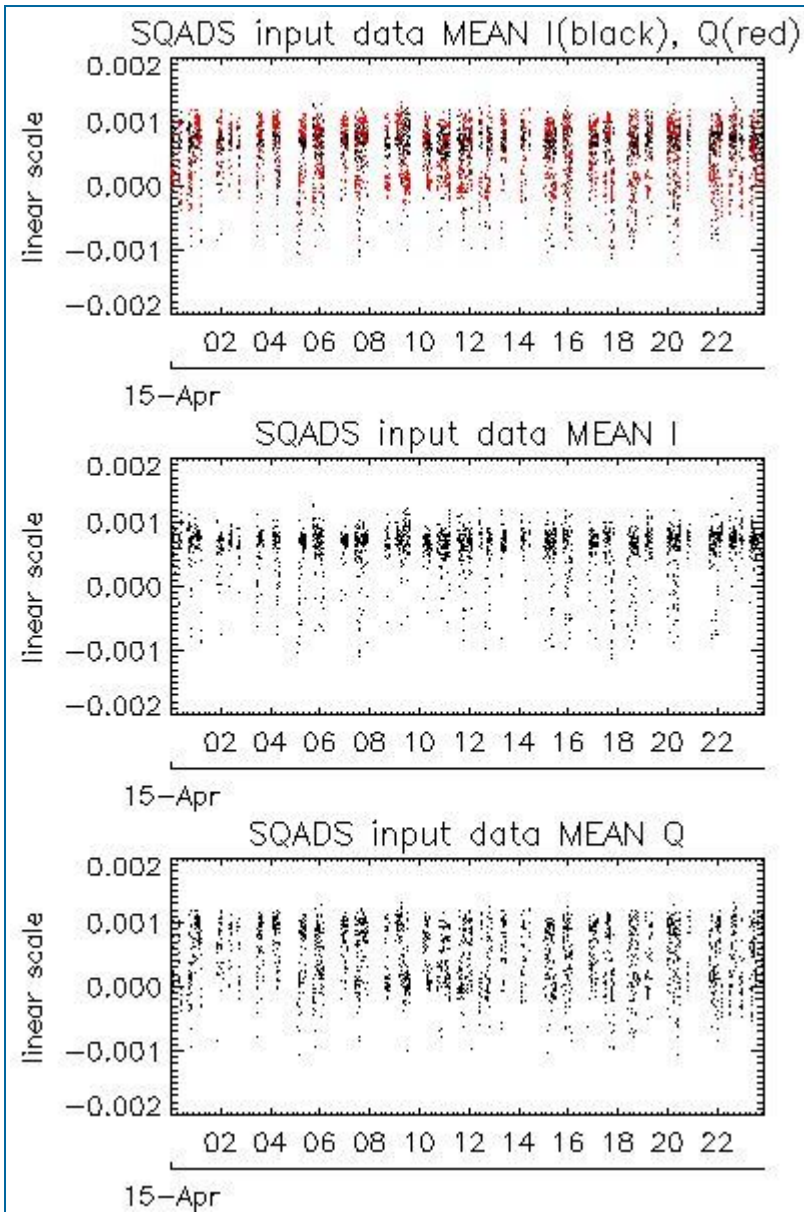 SQADS input data MEAN I(black), Q(red)
linear scale
0.002
0.001
0.000
−0.001
−0.002
02 04 06 08 10 12 14 16 18 20 22
15−Apr
SQADS input data MEAN I
linear scale
0.002
0.001
0.000
−0.001
−0.002
02 04 06 08 10 12 14 16 18 20 22
15−Apr
SQADS input data MEAN Q
linear scale
0.002
0.001
0.000
−0.001
−0.002
02 04 06 08 10 12 14 16 18 20 22
15−Apr